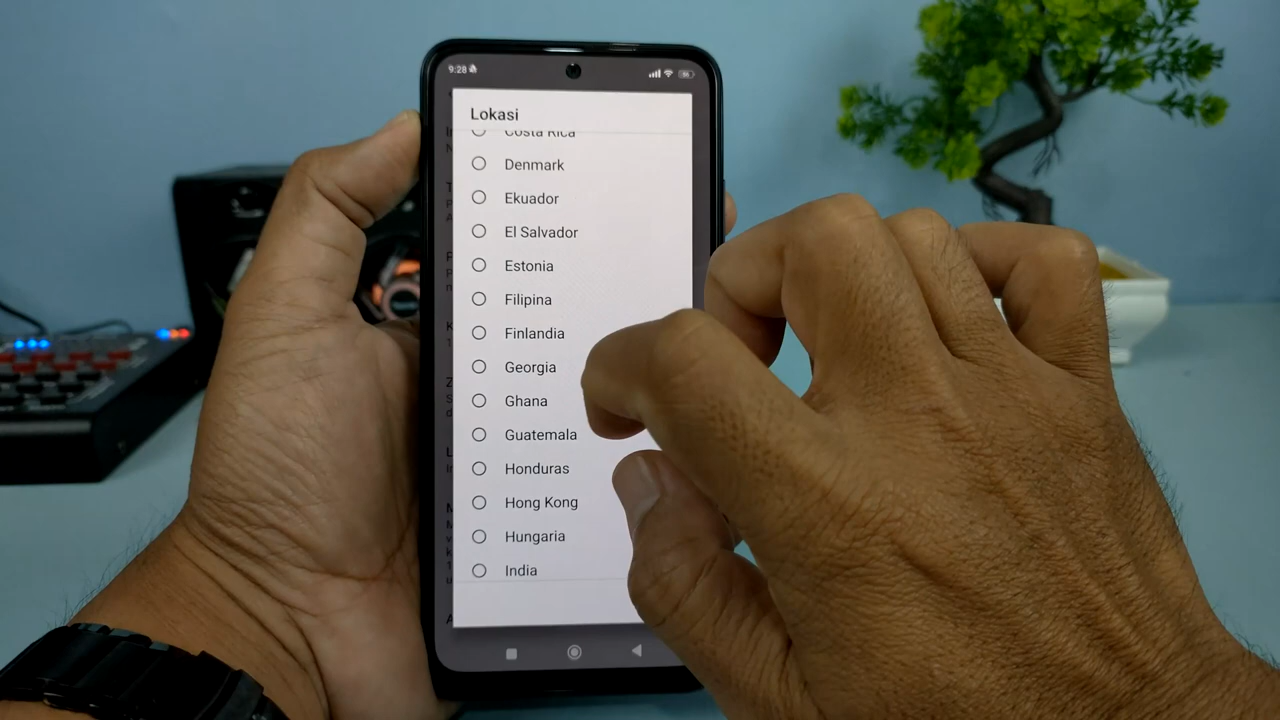 9:28
Lokasi
Costa Rica
Denmark
Ekuador
El Salvador
Estonia
Filipina
Finlandia
Georgia
Ghana
Guatemala
Honduras
Hong Kong
Hungaria
India